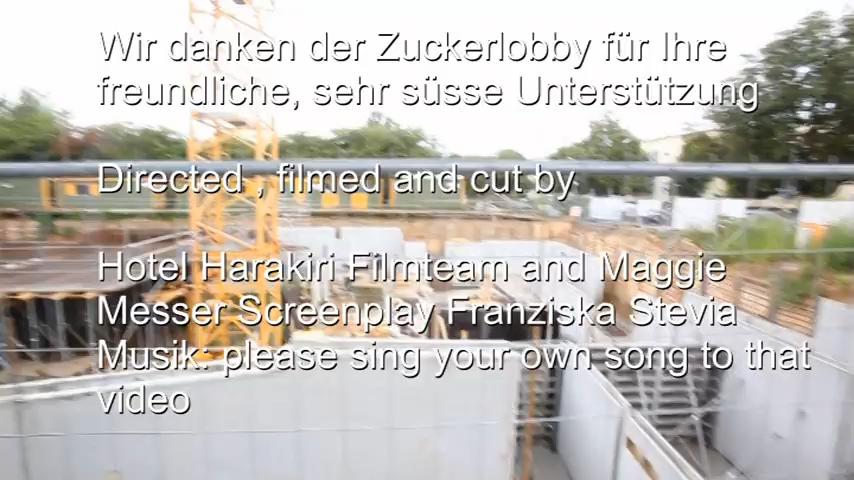 Wir danken der Zuckerlobby für Ihre
freundliche, sehr süsse Unterstützung
Directed , filmed and cut by
Hotel Harakiri Filmteam and Maggie
Messer Screenplay Franziska Stevia
Musik: please sing your own song to that
video